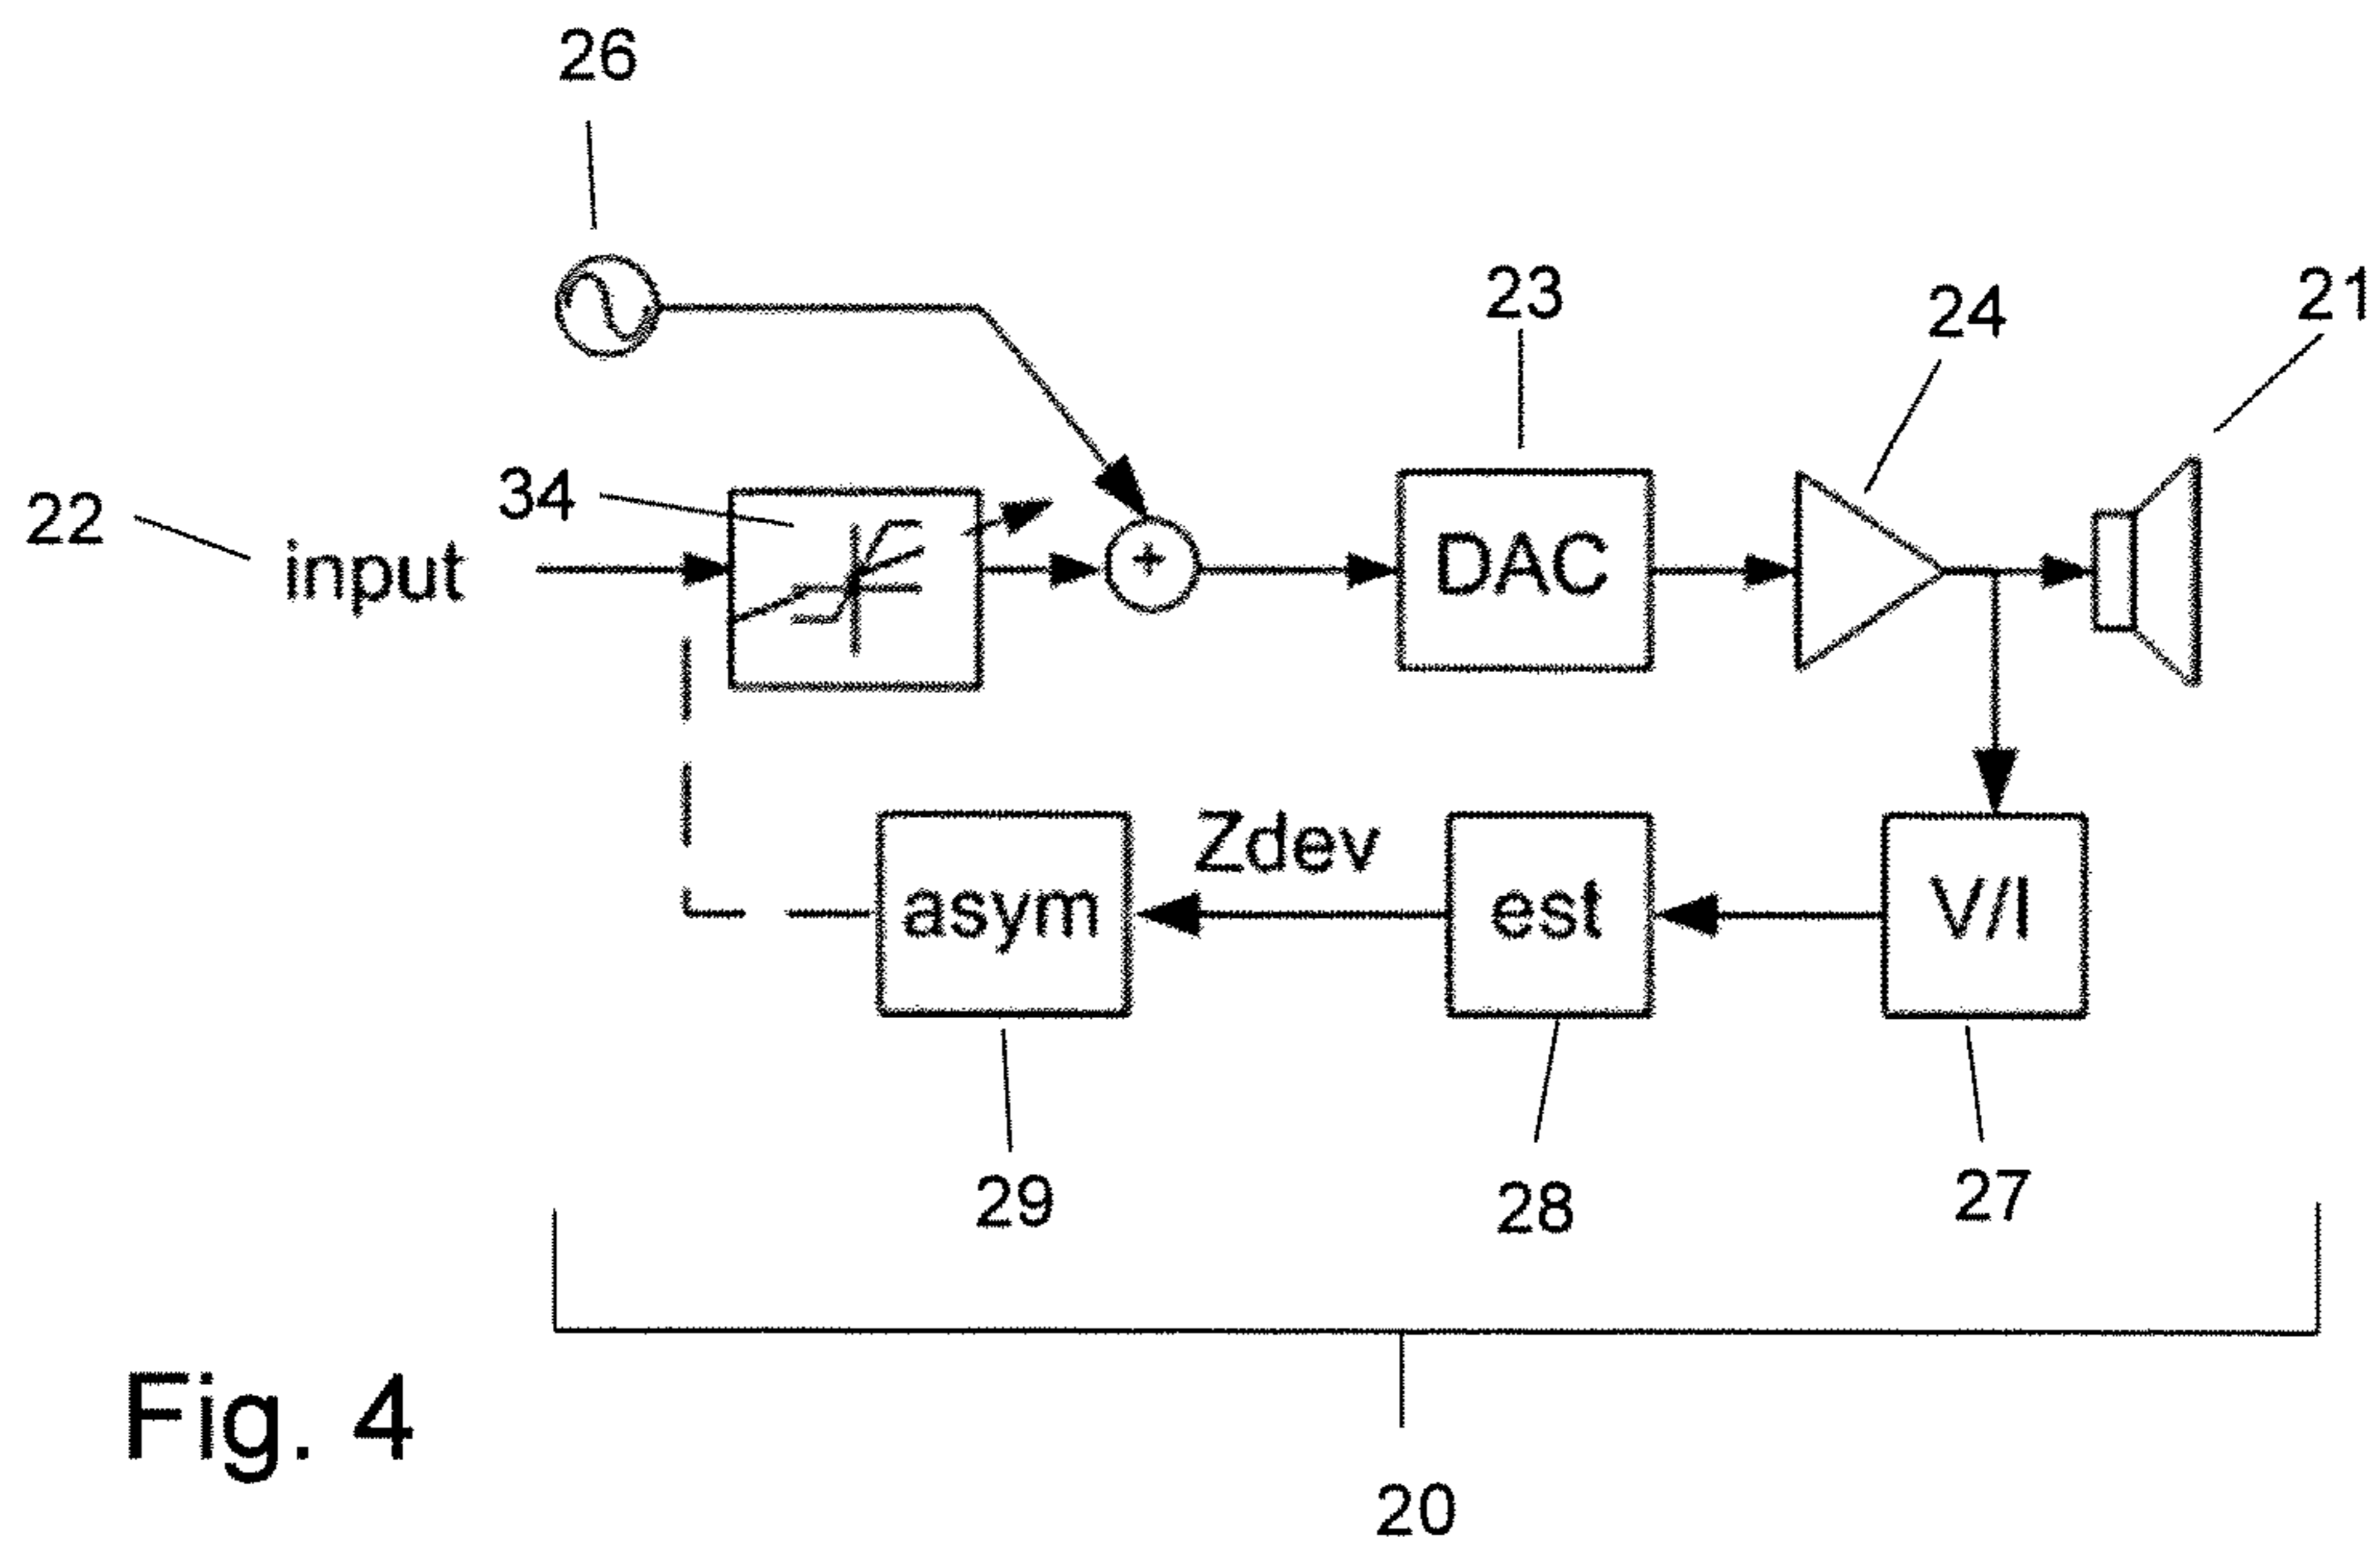 26
23
24
21
34
22
input
+
DAC
Zdev
asym
est
V/I
29
28
27
Fig. 4
20